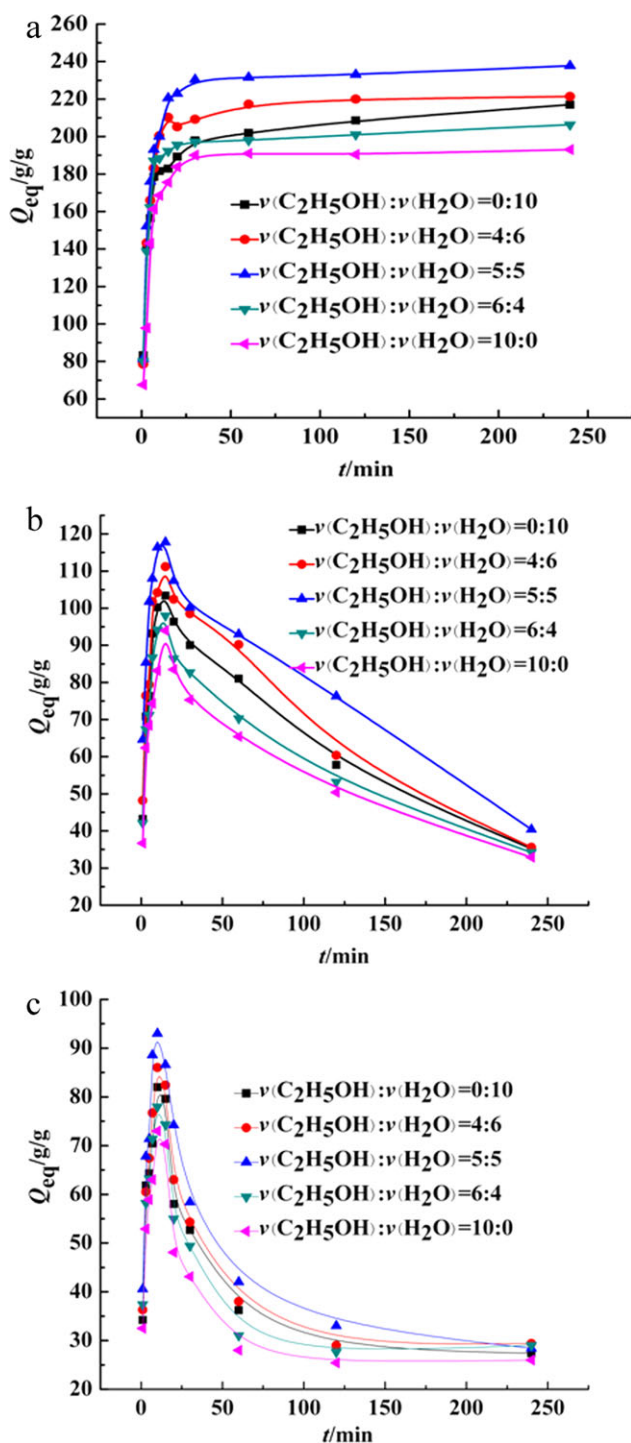 a
260
240
220
200
180
160
140
120
100
80
60
Qeq/g/g
v(C2H5OH):v(H2O)=0:10
v(C2H5OH):v(H2O)=4:6
v(C2H5OH):v(H2O)=5:5
v(C2H5OH):v(H2O)=6:4
v(C2H5OH):v(H2O)=10:0
0 50 100 150 200 250
t/min
b
120
110
100
90
80
70
60
50
40
30
20
Qeq/g/g
v(C2H5OH):v(H2O)=0:10
v(C2H5OH):v(H2O)=4:6
v(C2H5OH):v(H2O)=5:5
v(C2H5OH):v(H2O)=6:4
v(C2H5OH):v(H2O)=10:0
0 50 100 150 200 250
t/min
c
100
90
80
70
60
50
40
30
20
Qeq/g/g
v(C2H5OH):v(H2O)=0:10
v(C2H5OH):v(H2O)=4:6
v(C2H5OH):v(H2O)=5:5
v(C2H5OH):v(H2O)=6:4
v(C2H5OH):v(H2O)=10:0
0 50 100 150 200 250
t/min